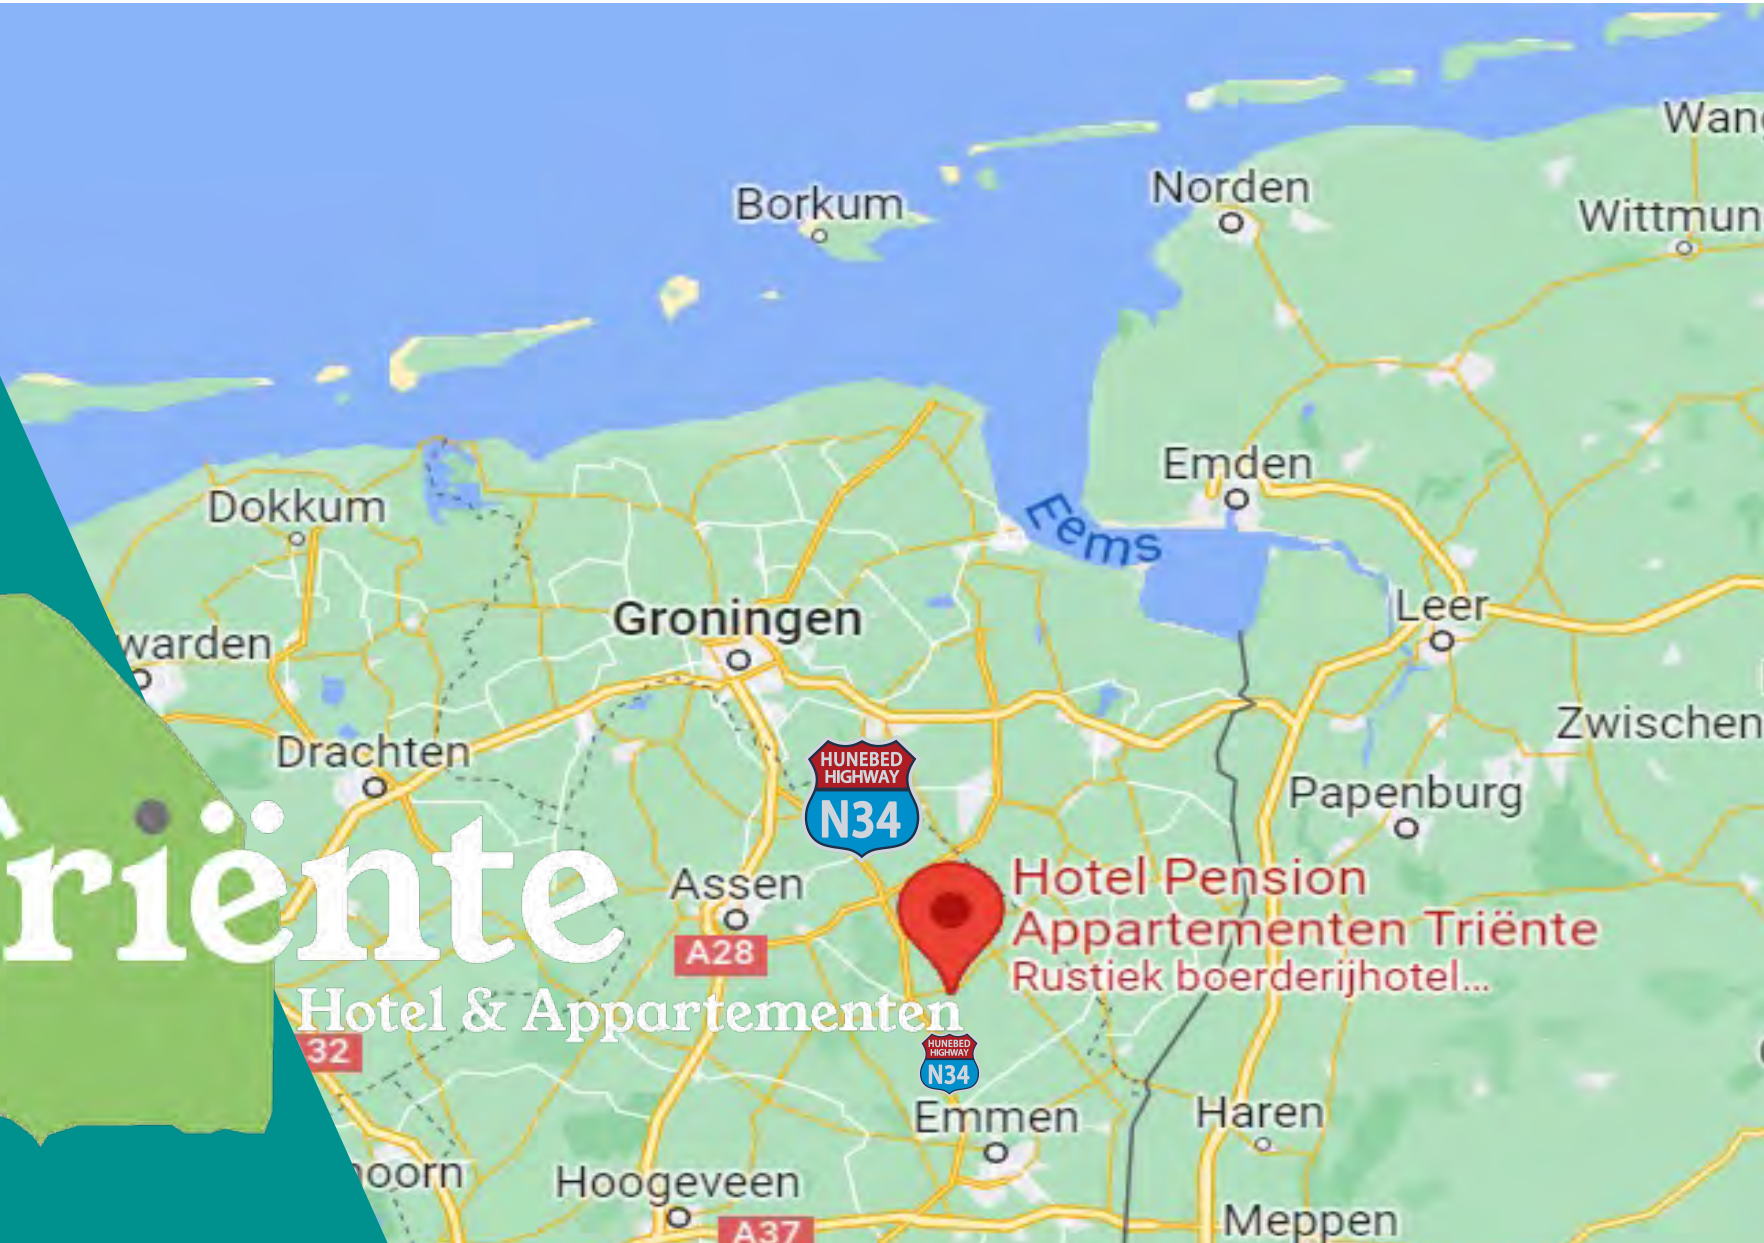 Wang
Borkum
Norden
Wittmun
Emden
Dokkum
Eems
Groningen
Leer
warden
Zwischen
Drachten
HUNEBED
HIGHWAY
N34
Papenburg
riënte
Assen
A28
Hotel Pension
Appartementen Triënte
Rustiek boerderijhotel...
Hotel & Appartementen
32
HUNEBED
HIGHWAY
N34
Emmen
Haren
oorn
Hoogeveen
A37
Meppen